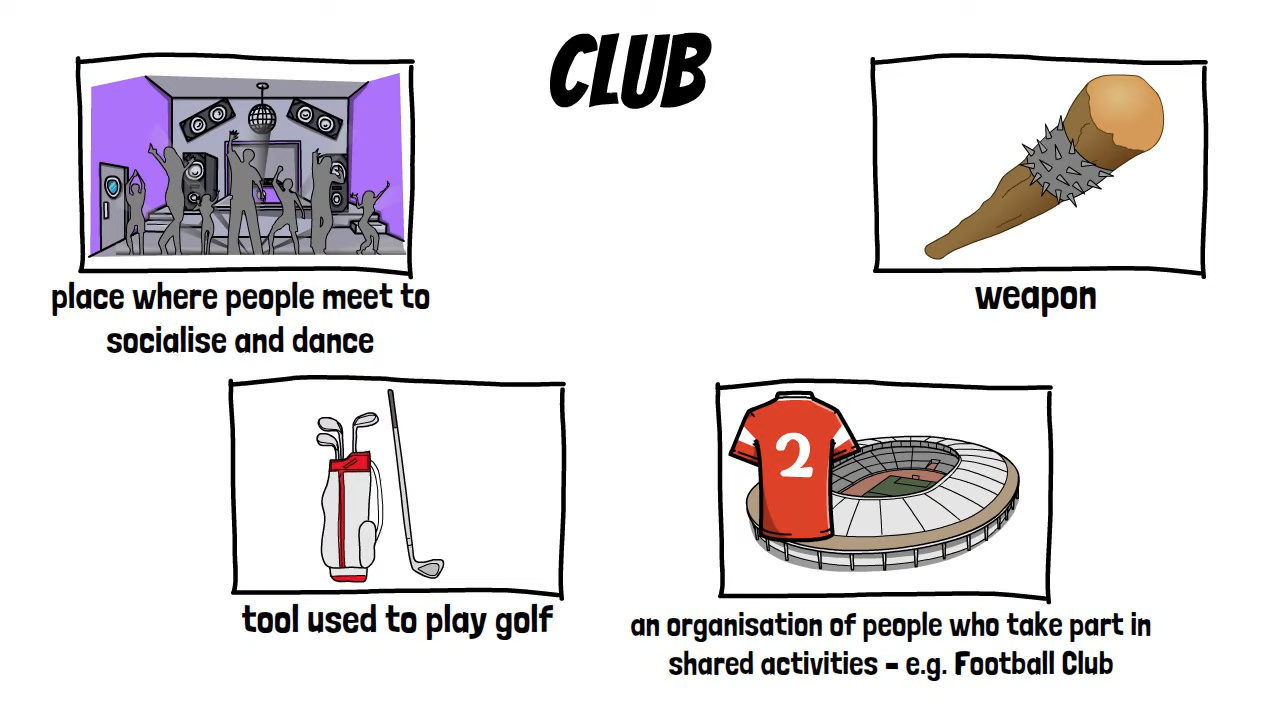 CLUB
place where people meet to
socialise and dance
weapon
tool used to play golf
2
an organisation of people who take part in
shared activities – e.g. Football Club